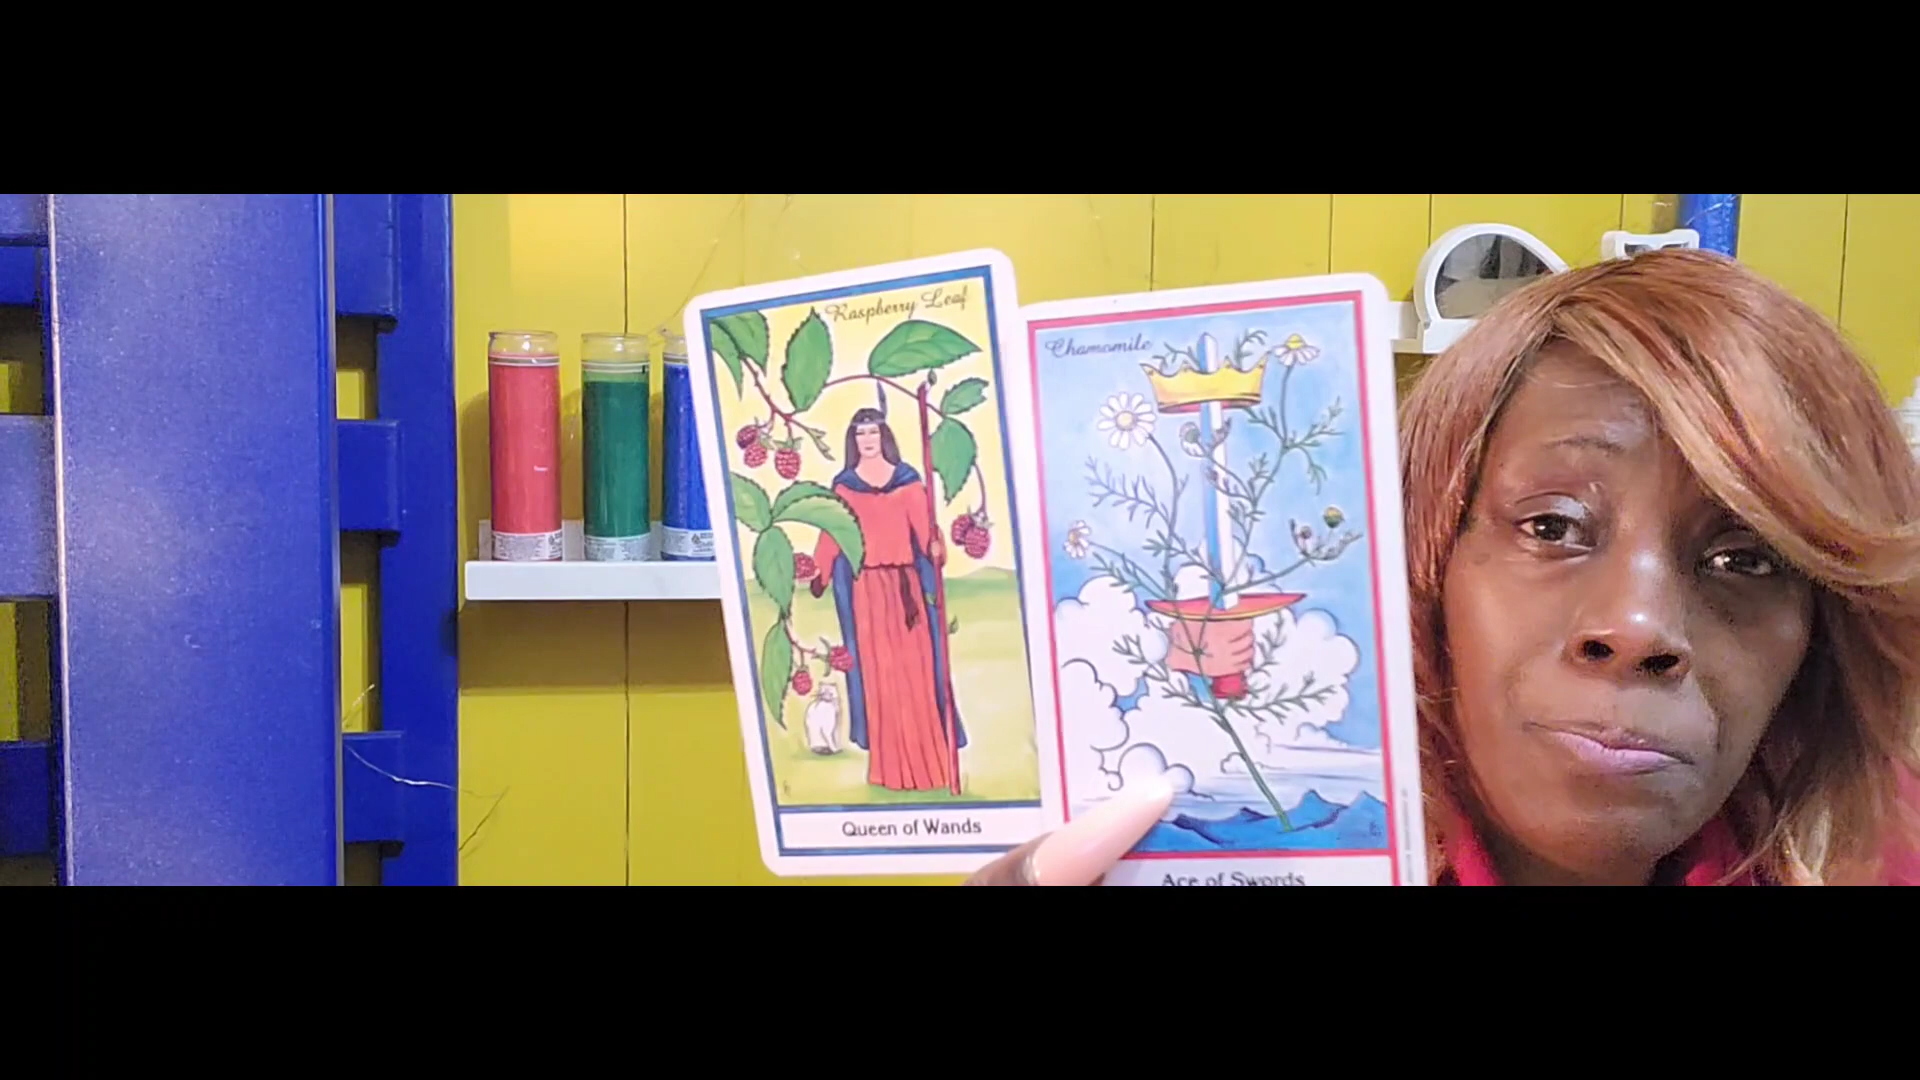 Raspberry Leaf
Queen of Wands
Chamomile
Ace of Swords